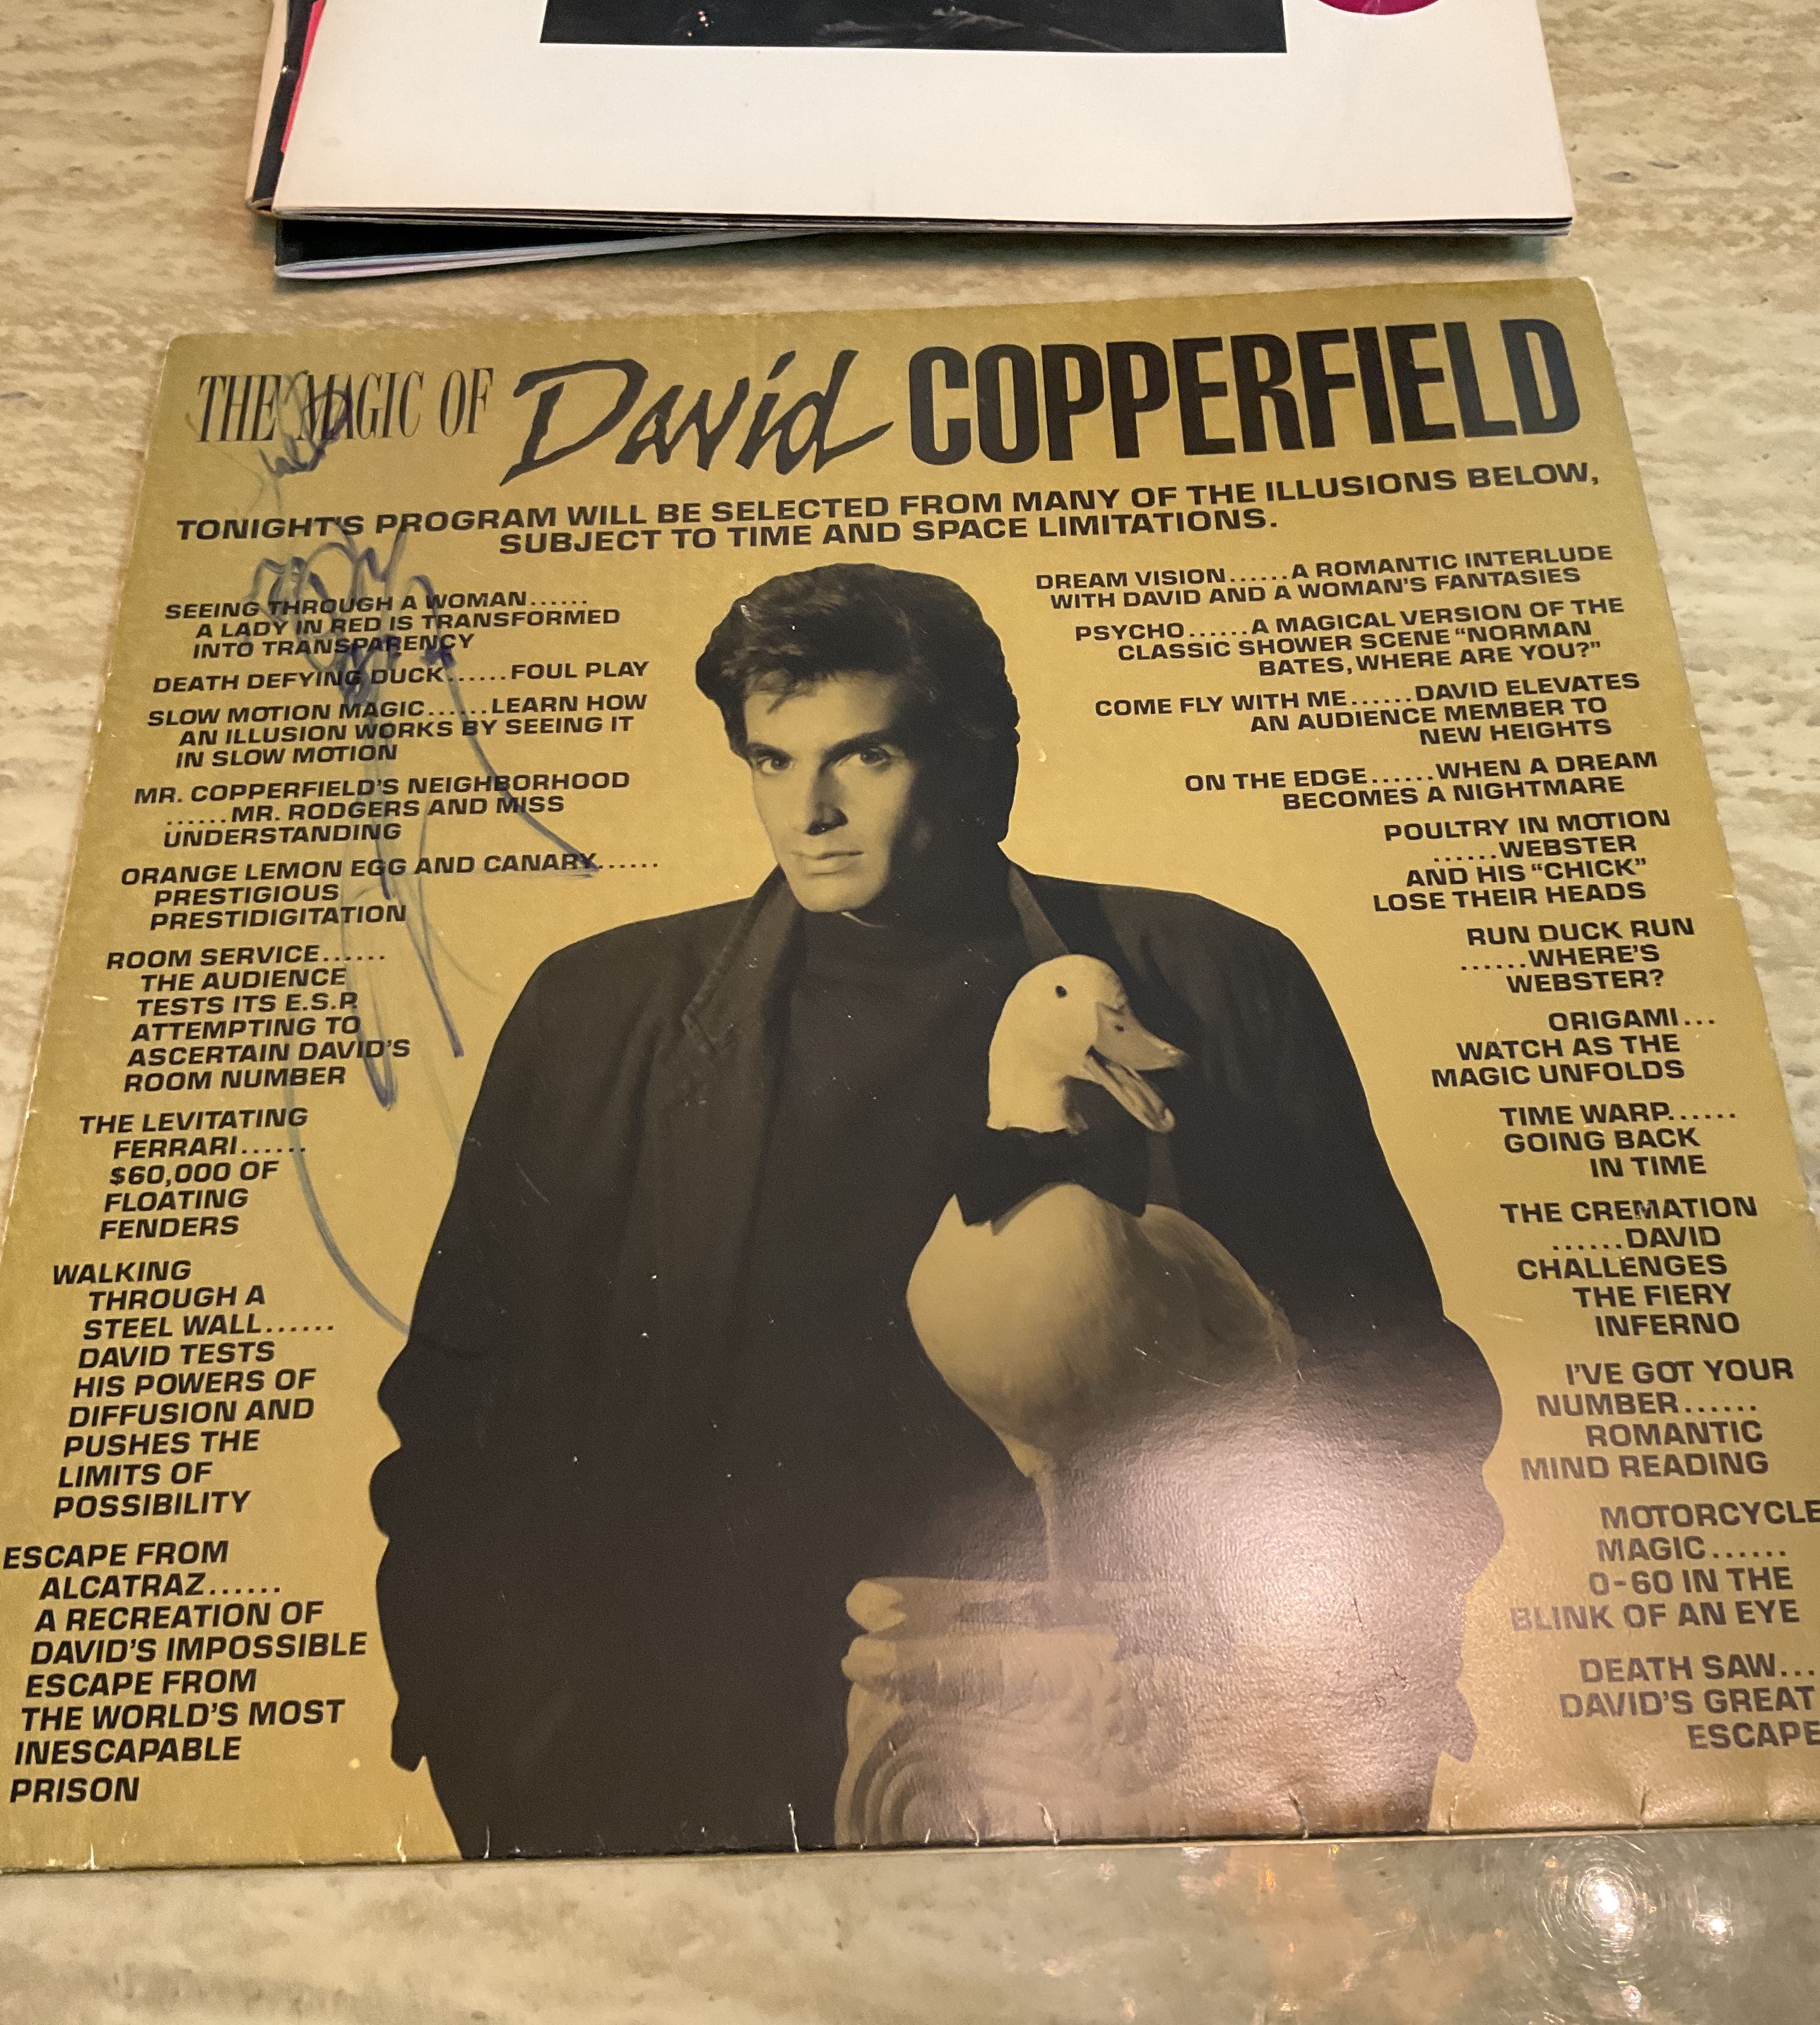 THE MAGIC OF David COPPERFIELD
TONIGHT'S PROGRAM WILL BE SELECTED FROM MANY OF THE ILLUSIONS BELOW,
SUBJECT TO TIME AND SPACE LIMITATIONS.
SEEING THROUGH A WOMAN......
A LADY IN RED IS TRANSFORMED
INTO TRANSPARENCY
DEATH DEFYING DUCK......FOUL PLAY
SLOW MOTION MAGIC......LEARN HOW
AN ILLUSION WORKS BY SEEING IT
IN SLOW MOTION
MR. COPPERFIELD'S NEIGHBORHOOD
......MR. RODGERS AND MISS
UNDERSTANDING
ORANGE LEMON EGG AND CANARY......
PRESTIGIOUS
PRESTIDIGITATION
ROOM SERVICE......
THE AUDIENCE
TESTS ITS E.S.P.
ATTEMPTING TO
ASCERTAIN DAVID'S
ROOM NUMBER
THE LEVITATING
FERRARI......
$60,000 OF
FLOATING
FENDERS
WALKING
THROUGH A
STEEL WALL......
DAVID TESTS
HIS POWERS OF
DIFFUSION AND
PUSHES THE
LIMITS OF
POSSIBILITY
ESCAPE FROM
ALCATRAZ......
A RECREATION OF
DAVID'S IMPOSSIBLE
ESCAPE FROM
THE WORLD'S MOST
INESCAPABLE
PRISON
DREAM VISION......A ROMANTIC INTERLUDE
WITH DAVID AND A WOMAN'S FANTASIES
PSYCHO......A MAGICAL VERSION OF THE
CLASSIC SHOWER SCENE "NORMAN
BATES, WHERE ARE YOU?"
COME FLY WITH ME......DAVID ELEVATES
AN AUDIENCE MEMBER TO
NEW HEIGHTS
ON THE EDGE......WHEN A DREAM
BECOMES A NIGHTMARE
POULTRY IN MOTION
......WEBSTER
AND HIS "CHICK"
LOSE THEIR HEADS
RUN DUCK RUN
......WHERE'S
WEBSTER?
ORIGAMI...
WATCH AS THE
MAGIC UNFOLDS
TIME WARP......
GOING BACK
IN TIME
THE CREMATION
......DAVID
CHALLENGES
THE FIERY
INFERNO
I'VE GOT YOUR
NUMBER......
ROMANTIC
MIND READING
MOTORCYCLE
MAGIC......
0-60 IN THE
BLINK OF AN EYE
DEATH SAW...
DAVID'S GREAT
ESCAPE